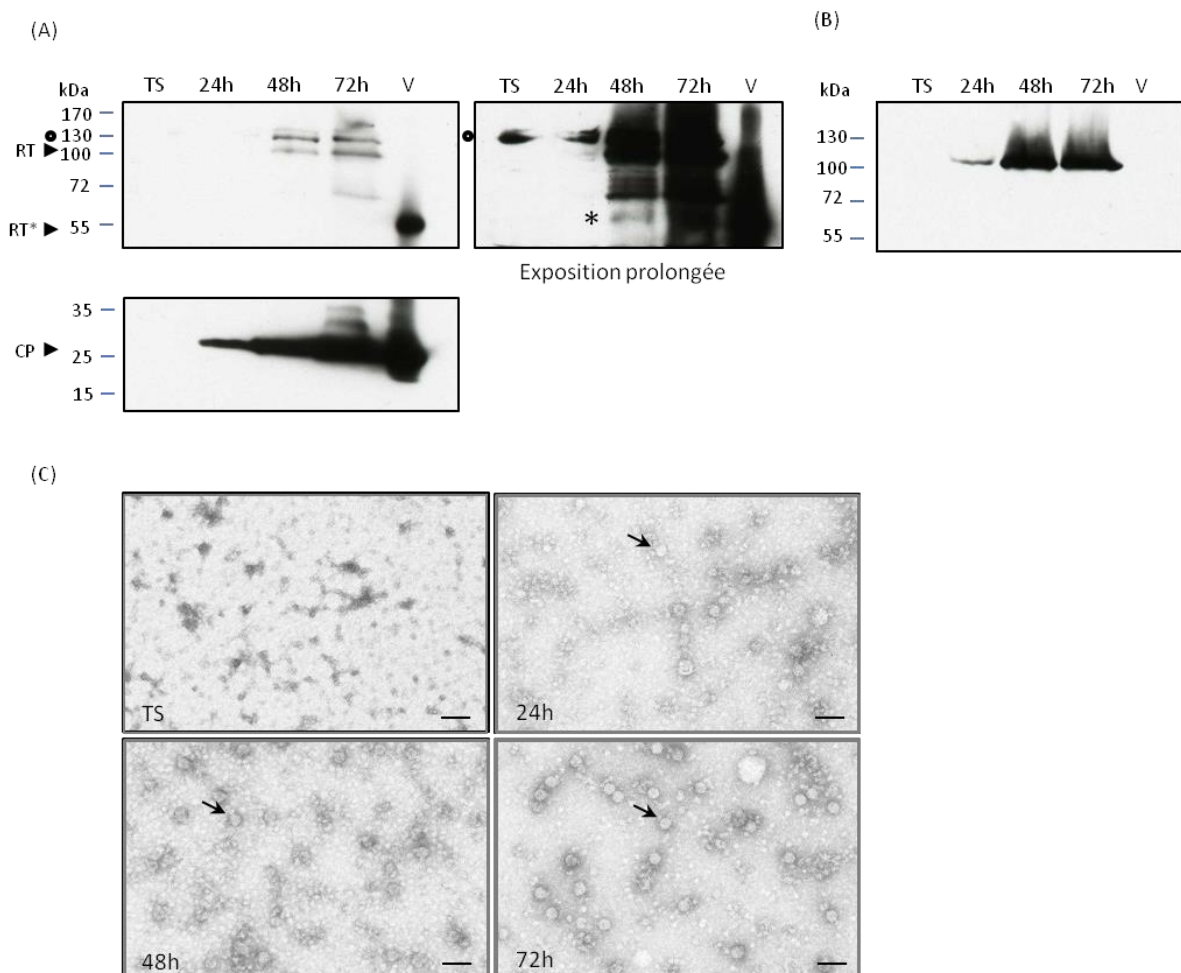 (A)
kDa
TS 24h 48h 72h V
170
130
RT
100
72
RT*
55
TS 24h 48h 72h V
*
Exposition prolongée
35
CP
25
15
(B)
kDa
TS 24h 48h 72h V
130
100
72
55
(C)
TS
24h
48h
72h